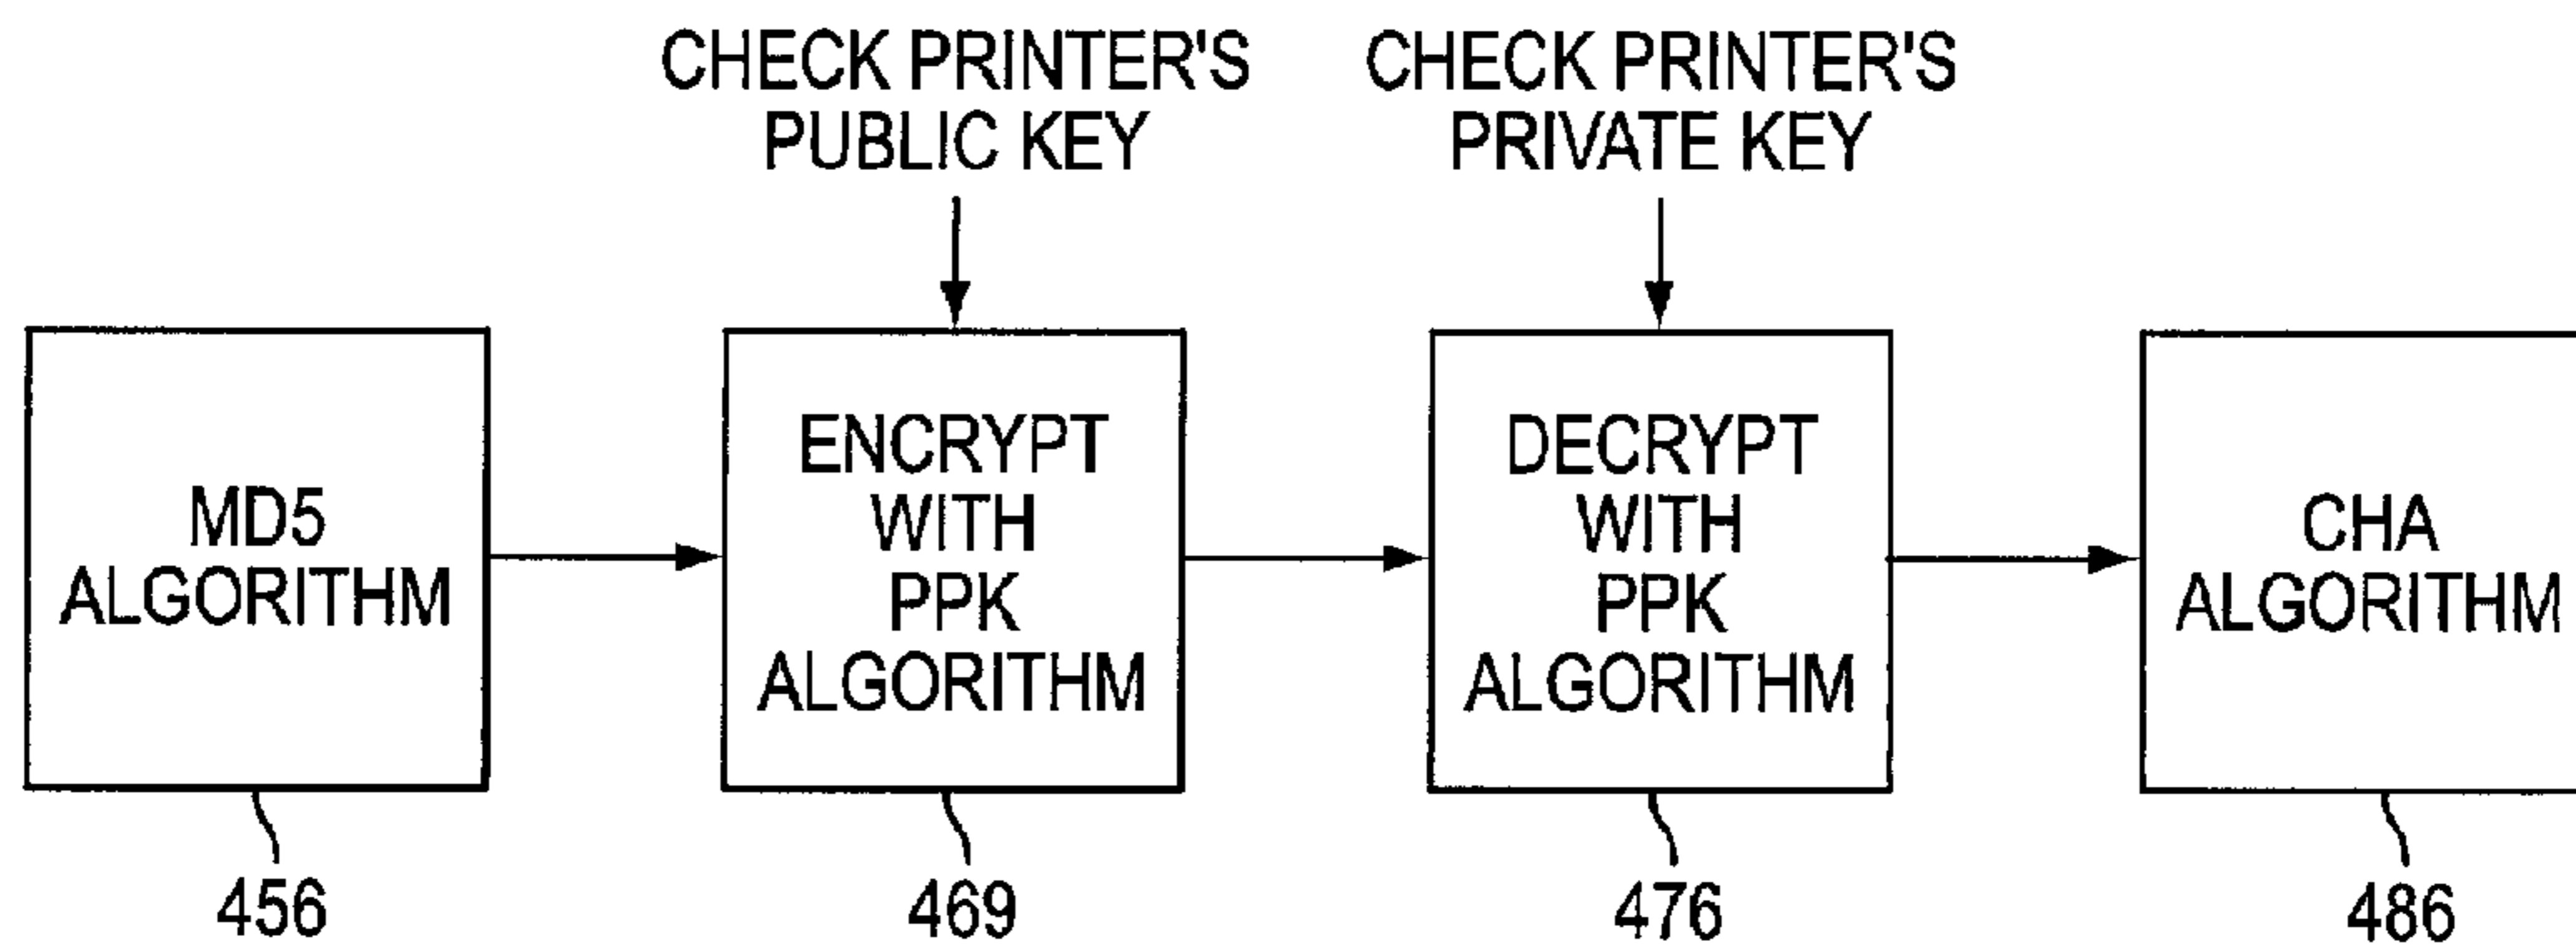 CHECK PRINTER'S
PUBLIC KEY
CHECK PRINTER'S
PRIVATE KEY
MD5
ALGORITHM
ENCRYPT
WITH
PPK
ALGORITHM
DECRYPT
WITH
PPK
ALGORITHM
CHA
ALGORITHM
456
469
476
486